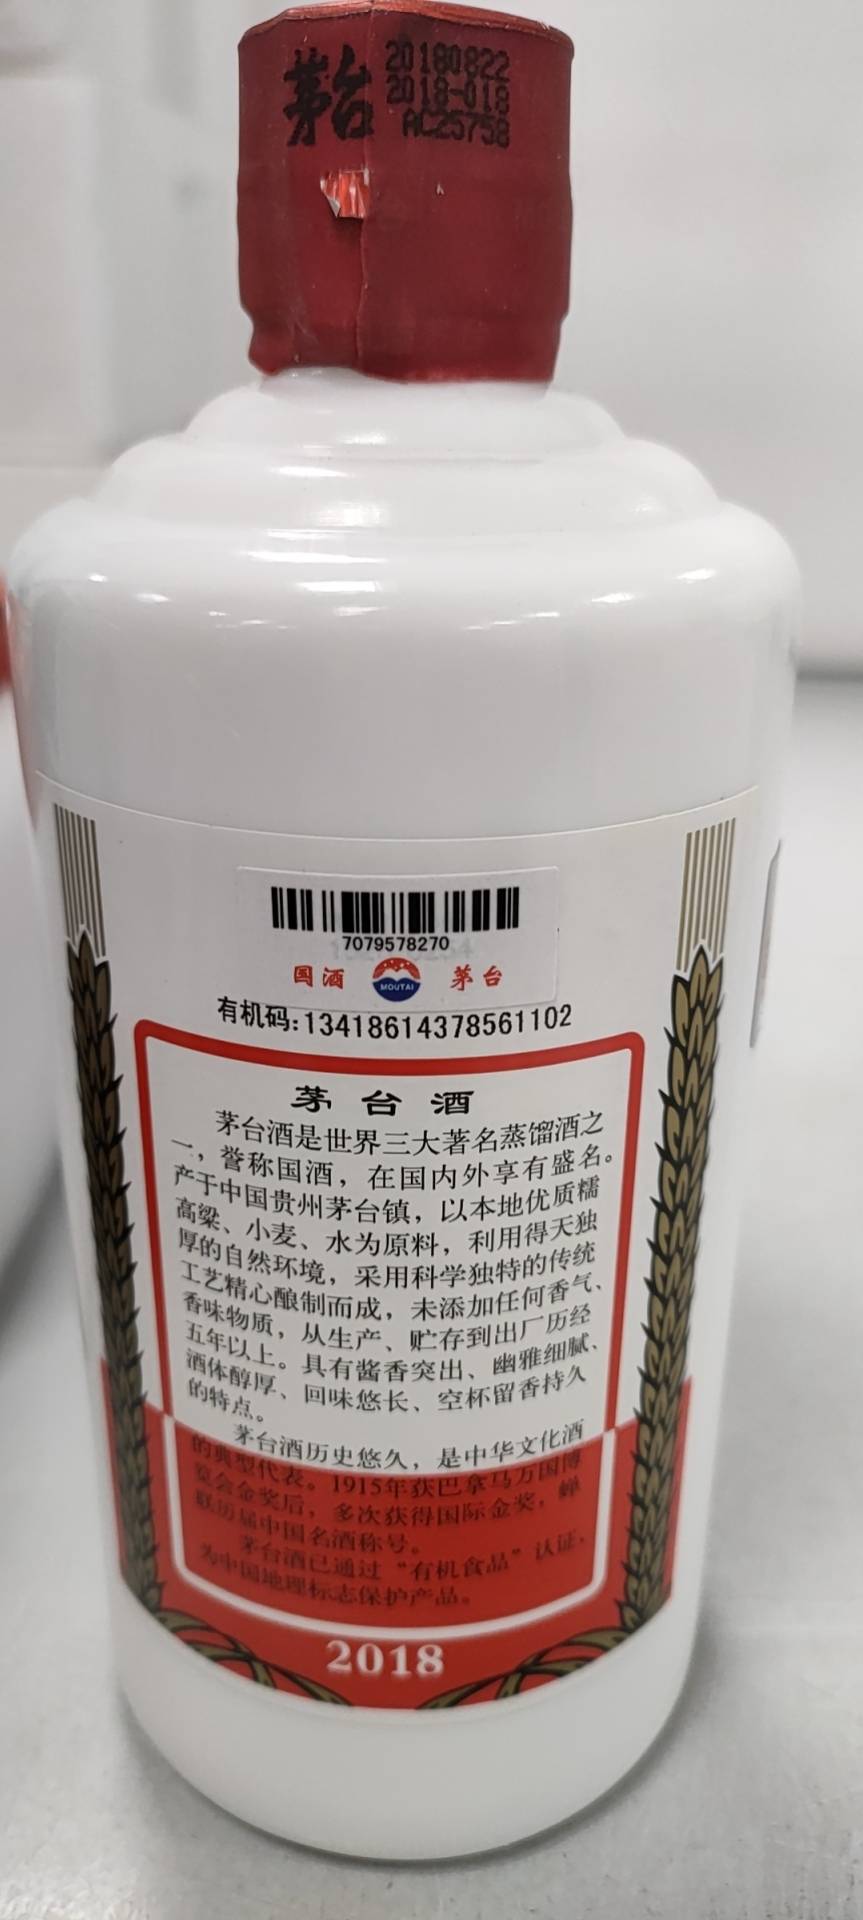 茅台
20180822
2018-018
AC25758
7079578270
国酒 MOUTAI 茅台
有机码:13418614378561102
茅台酒
茅台酒是世界三大著名蒸馏酒之
一，誉称国酒，在国内外享有盛名。
产于中国贵州茅台镇，以本地优质糯
高粱、小麦、水为原料，利用得天独
厚的自然环境，采用科学独特的传统
工艺精心酿制而成，未添加任何香气、
香味物质，从生产、贮存到出厂历经
五年以上。具有酱香突出、幽雅细腻、
酒体醇厚、回味悠长、空杯留香持久
的特点。
茅台酒历史悠久，是中华文化酒
的典型代表。1915年获巴拿马万国博
览会金奖后，多次获得国际金奖，蝉
联历届中国名酒称号。
茅台酒已通过“有机食品”认证，
为中国地理标志保护产品。
2018